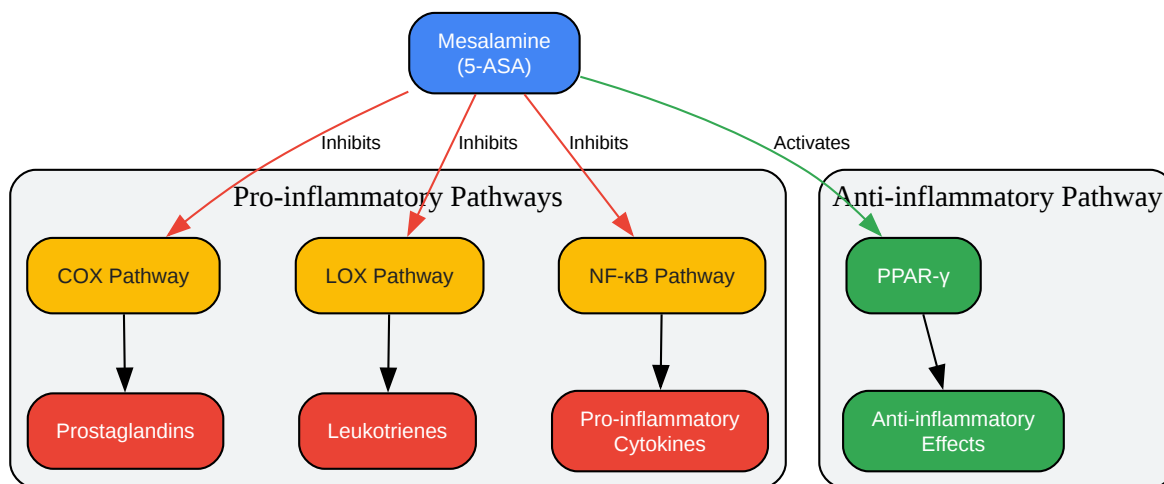 Mesalamine
(5-ASA)
Inhibits
Inhibits
Inhibits
Activates
Pro-inflammatory Pathways
Anti-inflammatory Pathway
COX Pathway
LOX Pathway
NF-κB Pathway
PPAR-γ
Prostaglandins
Leukotrienes
Pro-inflammatory
Cytokines
Anti-inflammatory
Effects